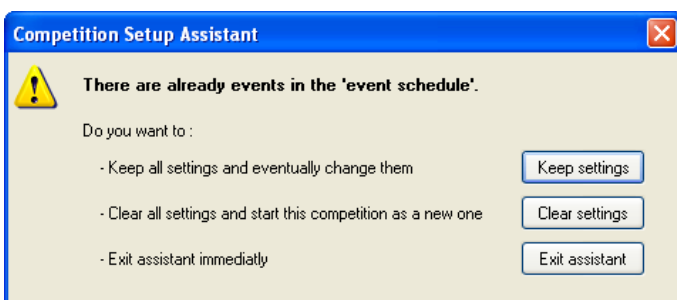 Competition Setup Assistant
There are already events in the 'event schedule'.
Do you want to :
- Keep all settings and eventually change them
Keep settings
- Clear all settings and start this competition as a new one
Clear settings
- Exit assistant immediatly
Exit assistant